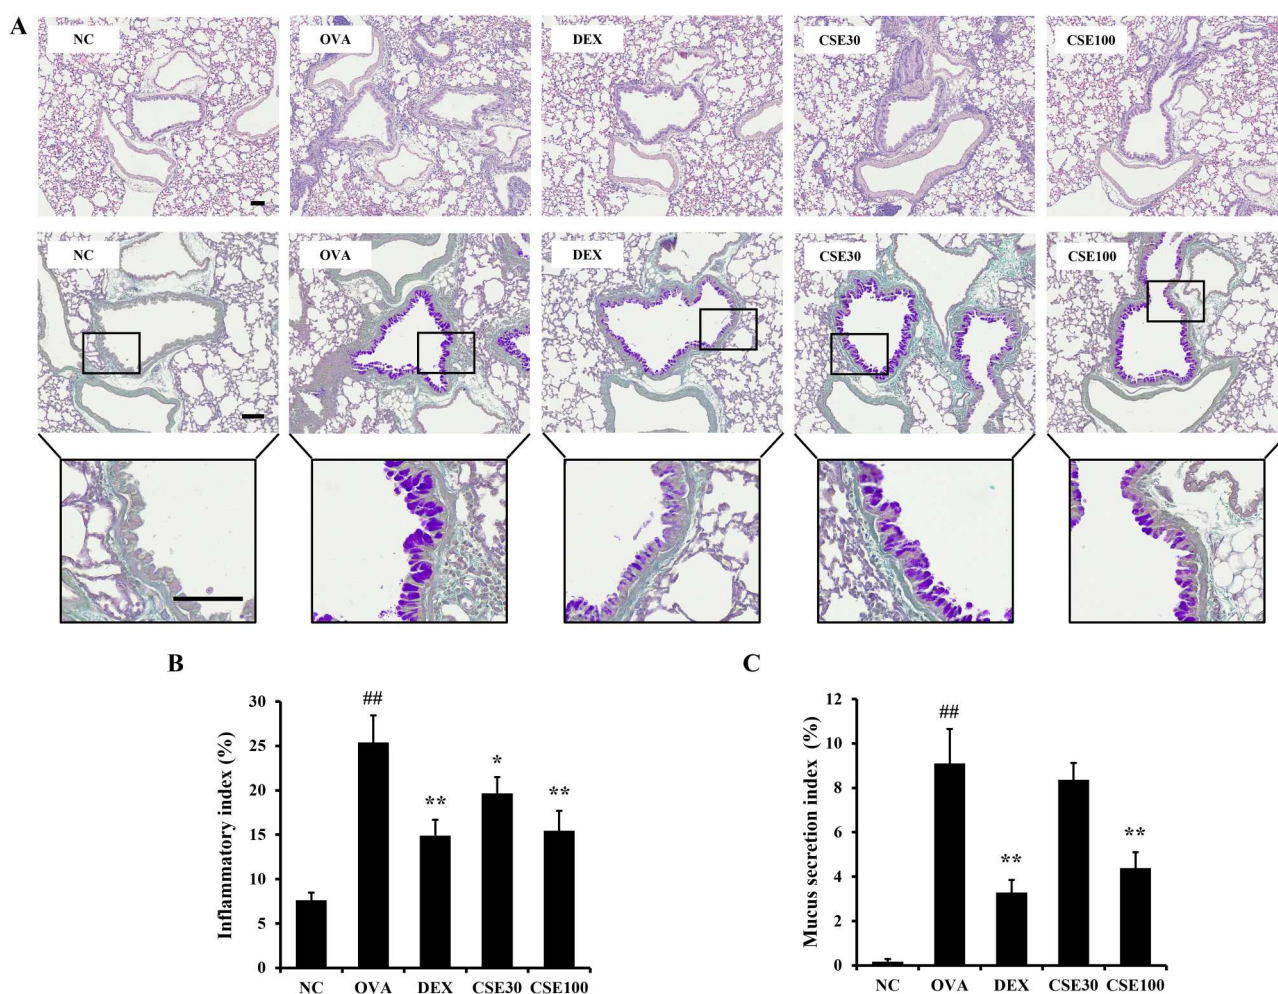 A
NC OVA DEX CSE30 CSE100
NC OVA DEX CSE30 CSE100
B
Inflammatory index (%)
30
25
20
15
10
5
0
##
**
*
**
NC OVA DEX CSE30 CSE100
C
Mucus secretion index (%)
12
10
8
6
4
2
0
##
**
**
NC OVA DEX CSE30 CSE100